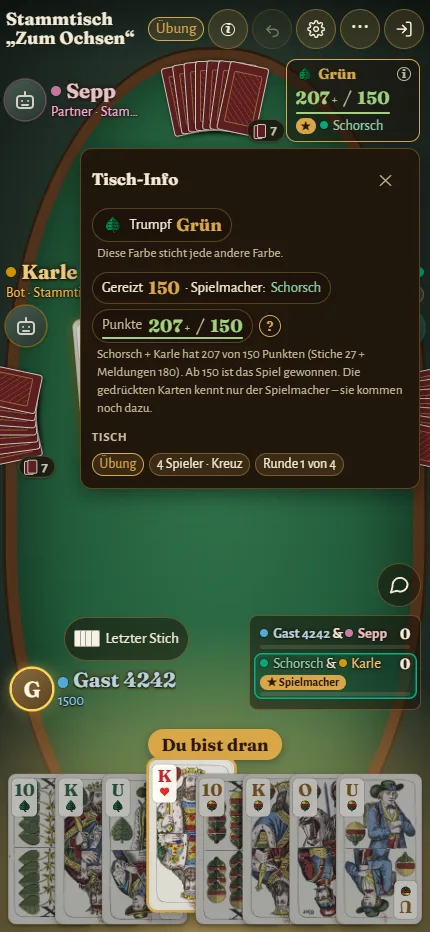 Stammtisch
„Zum Ochsen“
Übung
Sepp
Partner · Stam…
7
Grün
207+ / 150
Schorsch
Karle
Bot · Stammti
7
Tisch-Info
Trumpf Grün
Diese Farbe sticht jede andere Farbe.
Gereizt 150 · Spielmacher: Schorsch
Punkte 207+ / 150 ?
Schorsch + Karle hat 207 von 150 Punkten (Stiche 27 +
Meldungen 180). Ab 150 ist das Spiel gewonnen. Die
gedrückten Karten kennt nur der Spielmacher – sie kommen
noch dazu.
TISCH
Übung
4 Spieler · Kreuz
Runde 1 von 4
Letzter Stich
G
Gast 4242
1500
Gast 4242 & Sepp 0
Schorsch & Karle 0
Spielmacher
Du bist dran
10
K
U
K
10
K
O
U
U